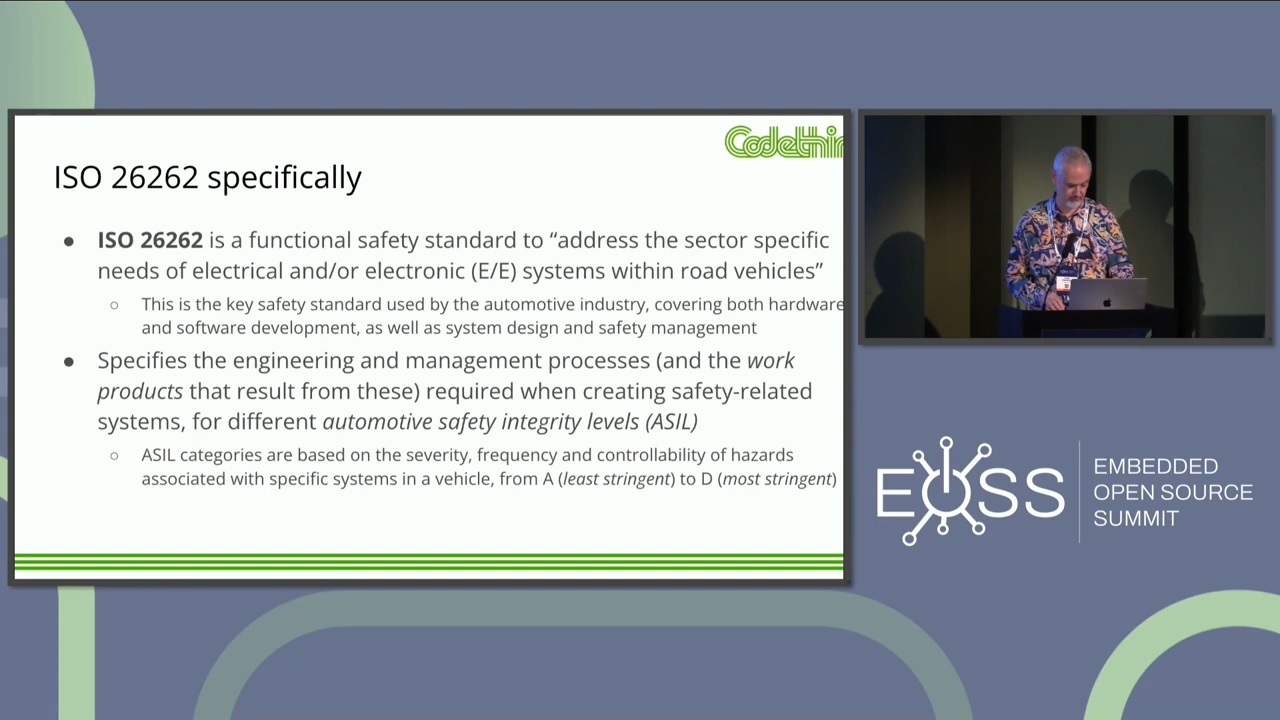 ISO 26262 specifically
● ISO 26262 is a functional safety standard to “address the sector specific
needs of electrical and/or electronic (E/E) systems within road vehicles”
○ This is the key safety standard used by the automotive industry, covering both hardware
and software development, as well as system design and safety management
● Specifies the engineering and management processes (and the work
products that result from these) required when creating safety-related
systems, for different automotive safety integrity levels (ASIL)
○ ASIL categories are based on the severity, frequency and controllability of hazards
associated with specific systems in a vehicle, from A (least stringent) to D (most stringent)
EOSS
EMBEDDED
OPEN SOURCE
SUMMIT